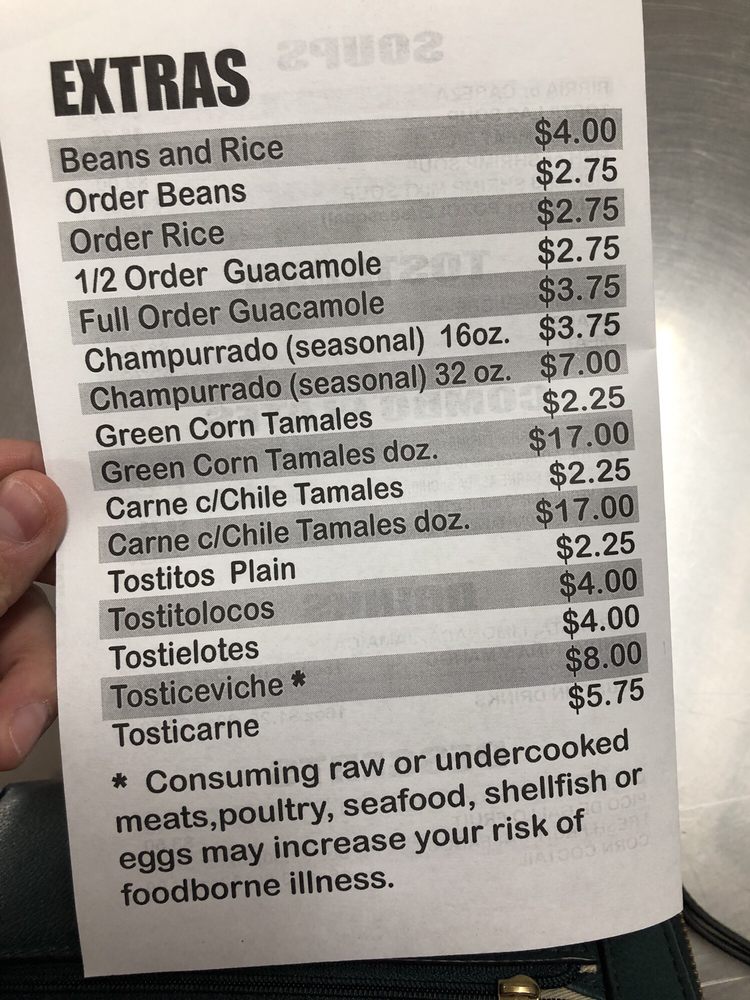 EXTRAS
Beans and Rice $4.00
Order Beans $2.75
Order Rice $2.75
1/2 Order Guacamole $2.75
Full Order Guacamole $3.75
Champurrado (seasonal) 16oz. $3.75
Champurrado (seasonal) 32 oz. $7.00
Green Corn Tamales $2.25
Green Corn Tamales doz. $17.00
Carne c/Chile Tamales $2.25
Carne c/Chile Tamales doz. $17.00
Tostitos Plain $2.25
Tostitolocos $4.00
Tostielotes $4.00
Tosticeviche * $8.00
Tosticarne $5.75
* Consuming raw or undercooked
meats,poultry, seafood, shellfish or
eggs may increase your risk of
foodborne illness.
SOUPS